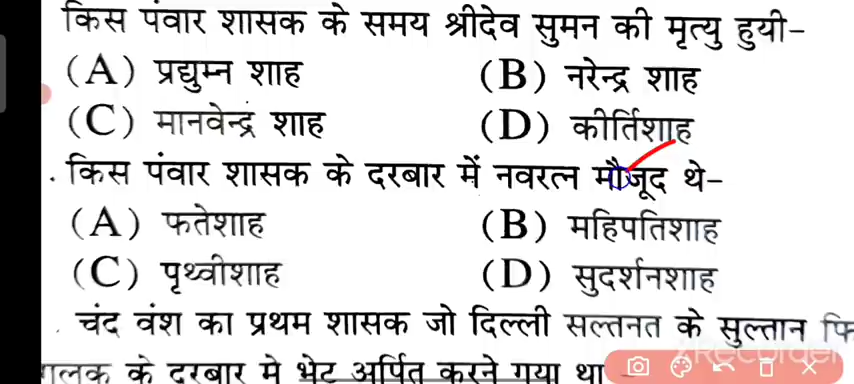 किस पंवार शासक के समय श्रीदेव सुमन की मृत्यु हुयी-
(A) प्रद्युम्न शाह (B) नरेन्द्र शाह
(C) मानवेन्द्र शाह (D) कीर्तिशाह
. किस पंवार शासक के दरबार में नवरत्न मौजूद थे-
(A) फतेशाह (B) महिपतिशाह
(C) पृथ्वीशाह (D) सुदर्शनशाह
चंद वंश का प्रथम शासक जो दिल्ली सल्तनत के सुल्तान फि
के दरबार मे भेट अर्पित करने गया था